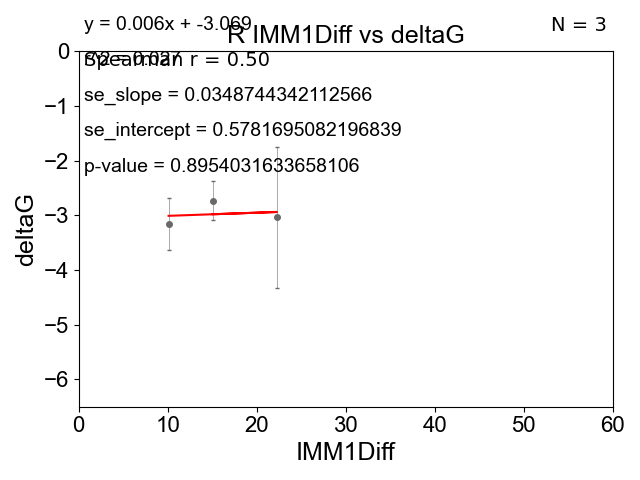 y = 0.006x + -3.069
N = 3
R IMM1Diff vs deltaG
Spearman r = 0.50
se_slope = 0.0348744342112566
se_intercept = 0.5781695082196839
p-value = 0.8954031633658106
0
−1
−2
−3
−4
−5
−6
deltaG
0 10 20 30 40 50 60
IMM1Diff